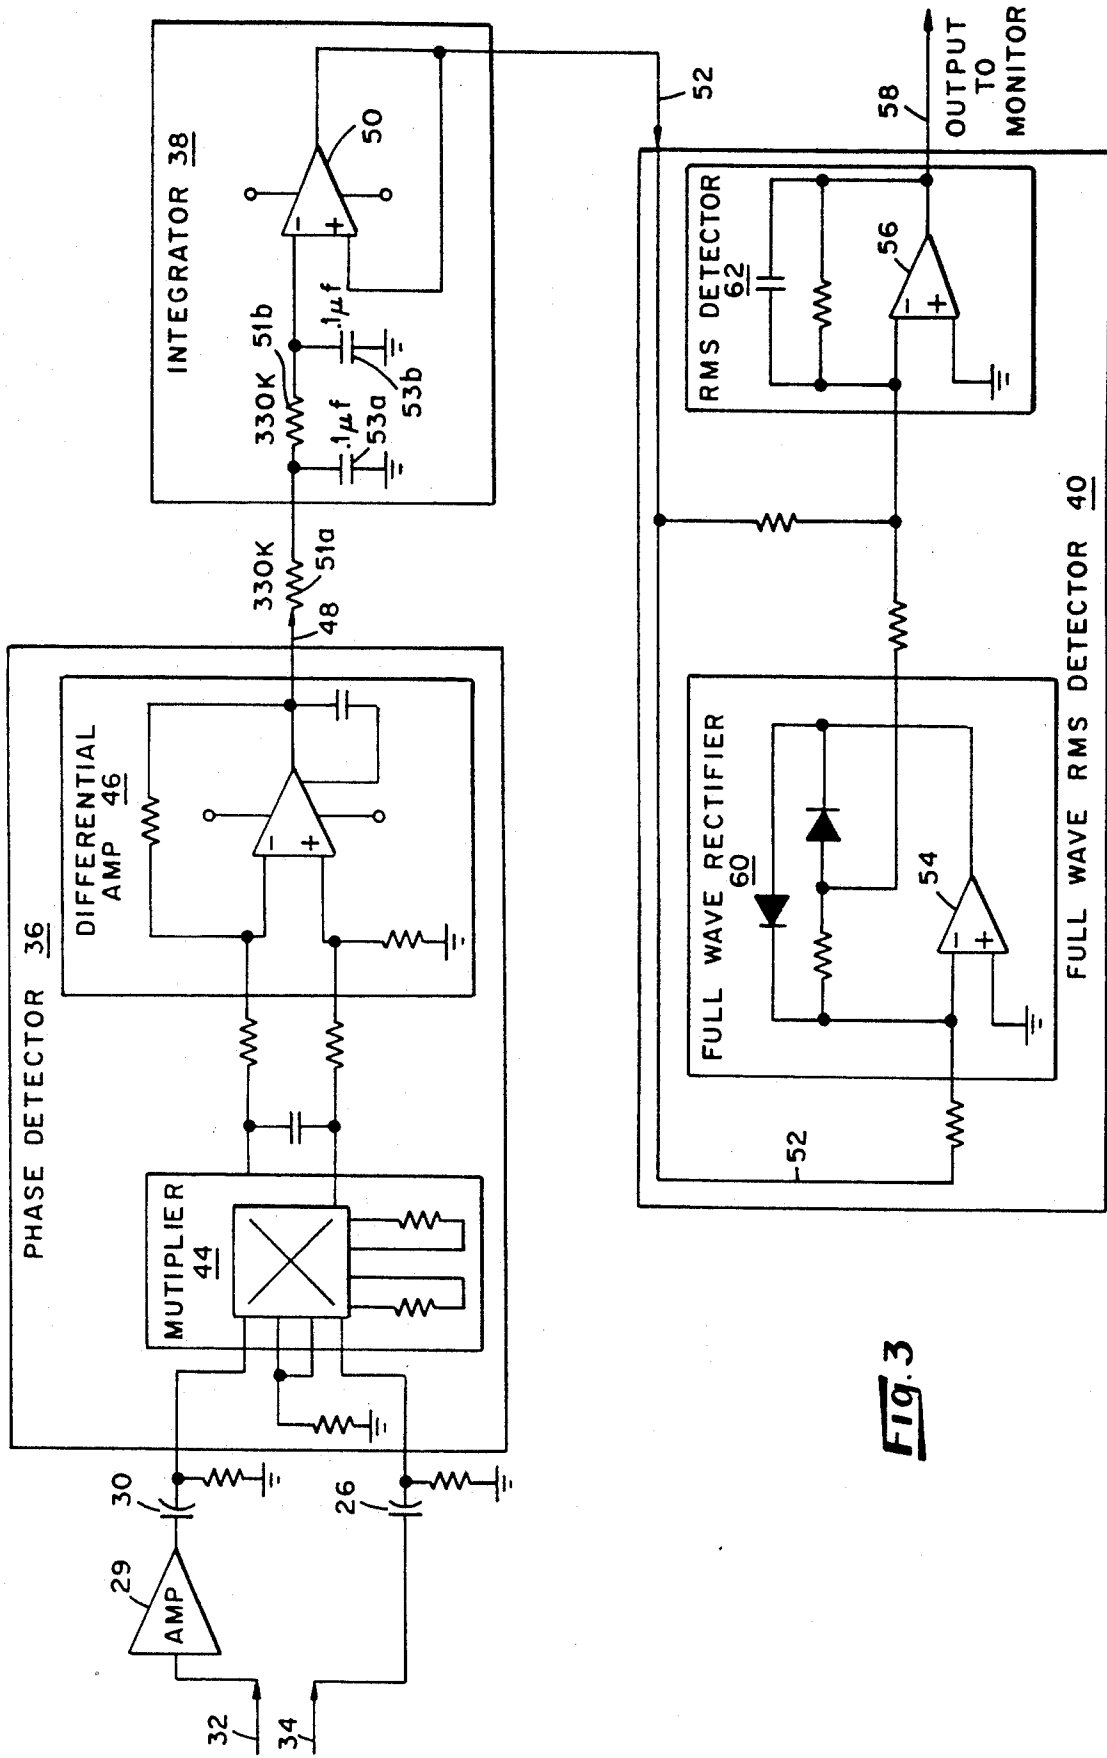 PHASE DETECTOR 36
DIFFERENTIAL
AMP 46
-
+
MUTIPLIER
44
29
AMP
30
26
32
34
48
330K
51a
INTEGRATOR 38
330K
51b
.1µf
53a
.1µf
53b
-
+
50
52
FULL WAVE RMS DETECTOR 40
FULL WAVE RECTIFIER
60
-
+
54
52
RMS DETECTOR
62
-
+
56
58
OUTPUT
TO
MONITOR
Fig. 3